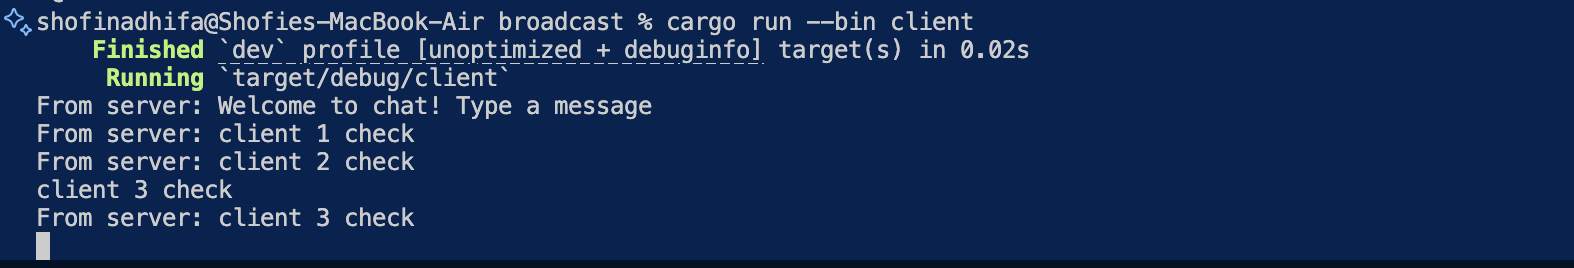 shofinadhifa@Shofies-MacBook-Air broadcast % cargo run --bin client
Finished `dev` profile [unoptimized + debuginfo] target(s) in 0.02s
Running `target/debug/client`
From server: Welcome to chat! Type a message
From server: client 1 check
From server: client 2 check
client 3 check
From server: client 3 check